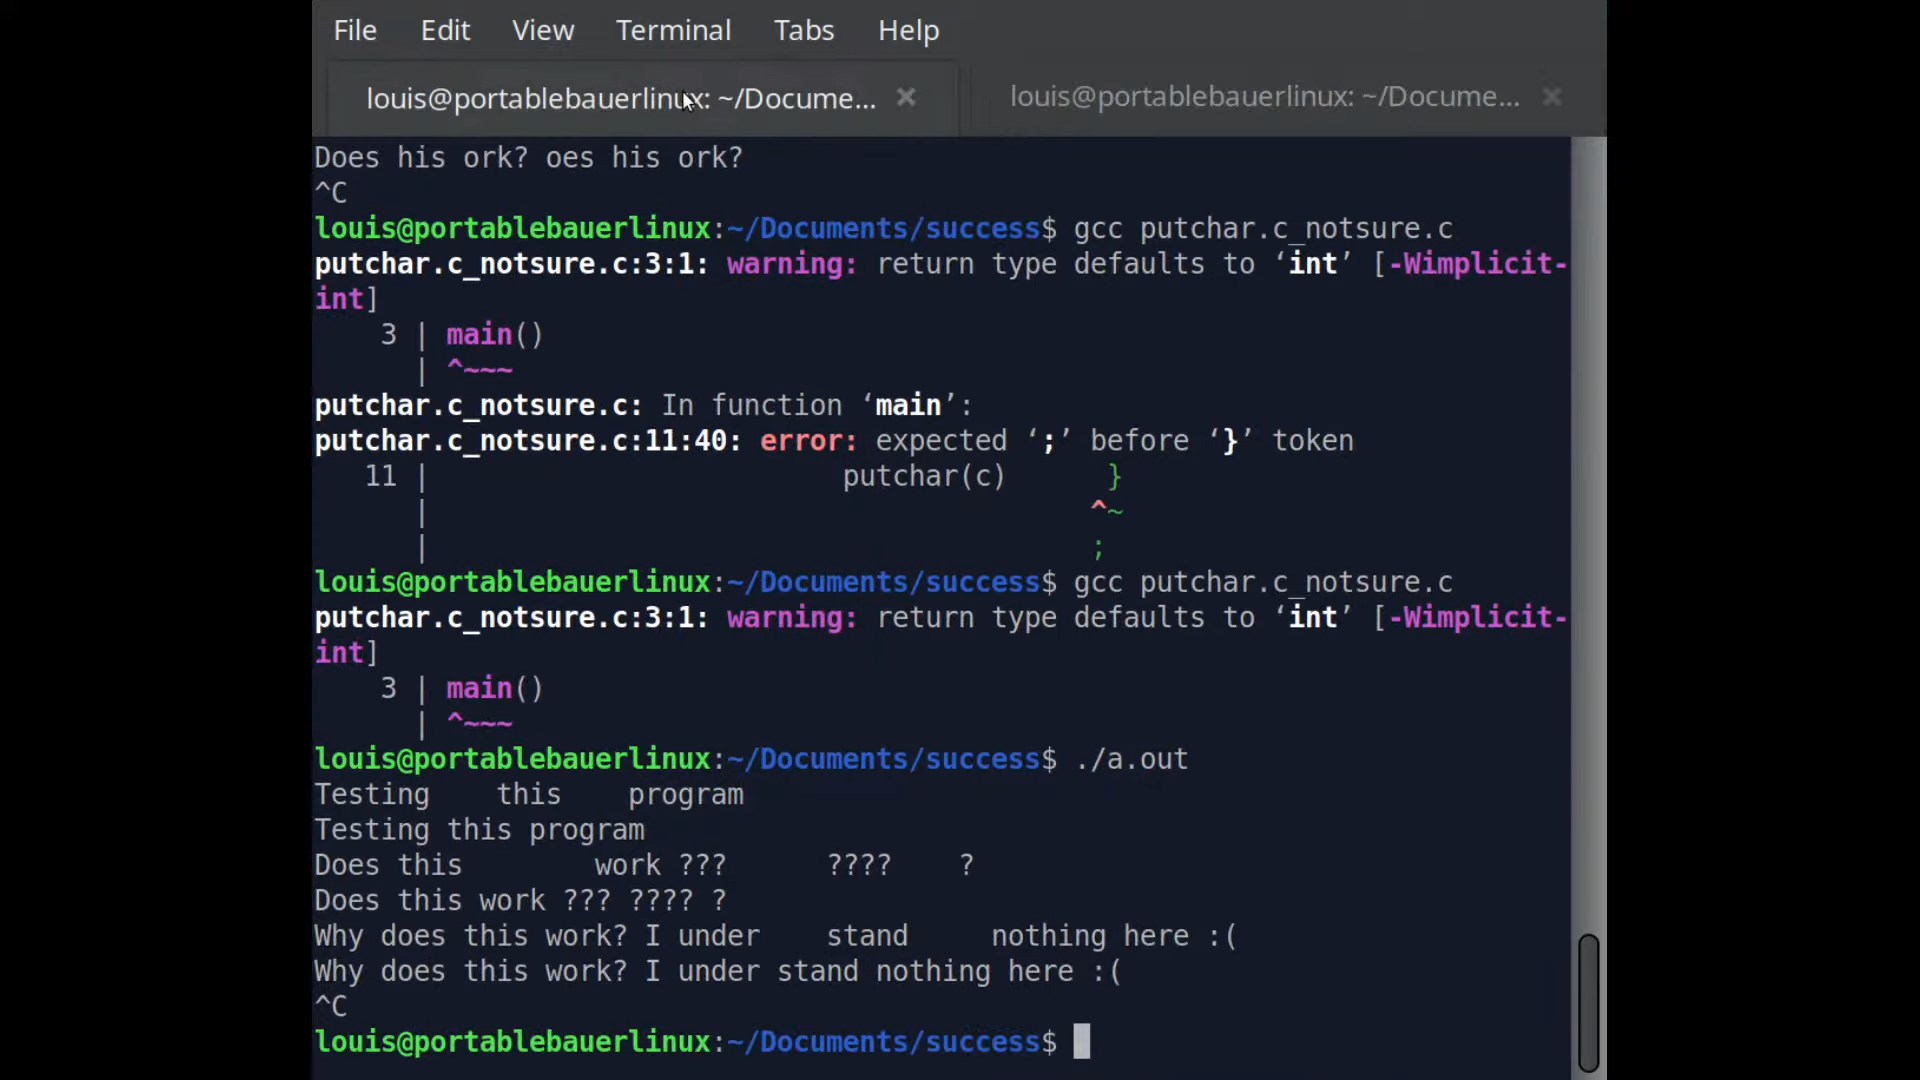 File Edit View Terminal Tabs Help
louis@portablebauerlinux: ~/Docume... × louis@portablebauerlinux: ~/Docume... ×
Does his ork? oes his ork?
^C
louis@portablebauerlinux:~/Documents/success$ gcc putchar.c_notsure.c
putchar.c_notsure.c:3:1: warning: return type defaults to ‘int’ [-Wimplicit-
int]
    3 | main()
      | ^~~~
putchar.c_notsure.c: In function ‘main’:
putchar.c_notsure.c:11:40: error: expected ‘;’ before ‘}’ token
   11 |                         putchar(c)      }
      |                                        ^~
      |                                        ;
louis@portablebauerlinux:~/Documents/success$ gcc putchar.c_notsure.c
putchar.c_notsure.c:3:1: warning: return type defaults to ‘int’ [-Wimplicit-
int]
    3 | main()
      | ^~~~
louis@portablebauerlinux:~/Documents/success$ ./a.out
Testing    this    program
Testing this program
Does this        work ???      ????    ?
Does this work ??? ???? ?
Why does this work? I under    stand     nothing here :(
Why does this work? I under stand nothing here :(
^C
louis@portablebauerlinux:~/Documents/success$